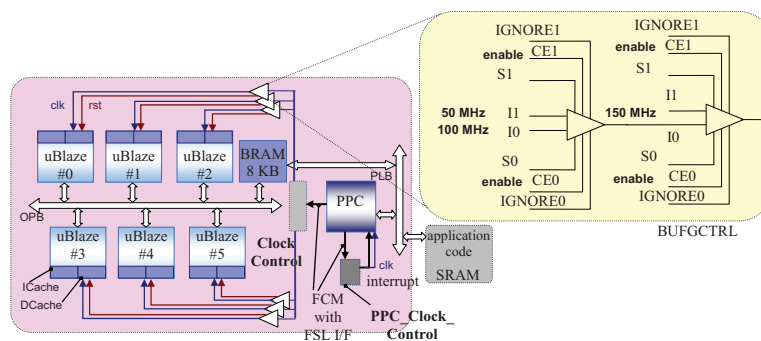 clk
rst
uBlaze
#0
uBlaze
#1
uBlaze
#2
BRAM
8 KB
PLB
OPB
PPC
uBlaze
#3
uBlaze
#4
uBlaze
#5
Clock
Control
ICache
DCache
FCM
with
FSL I/F
clk
interrupt
PPC_Clock_
Control
application
code
SRAM
IGNORE1
enable CE1
S1
50 MHz I1
100 MHz I0
S0
enable CE0
IGNORE0
IGNORE1
enable CE1
S1
150 MHz I1
I0
S0
enable CE0
IGNORE0
BUFGCTRL